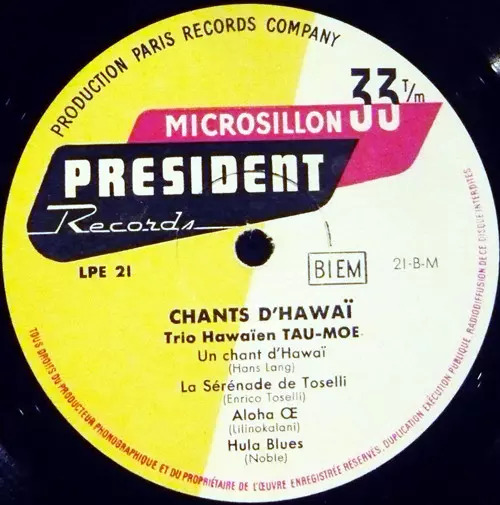 PRODUCTION PARIS RECORDS COMPANY
33 T/m
MICROSILLON
PRESIDENT
Records
LPE 21
BIEM
21-B-M
CHANTS D'HAWAÏ
Trio Hawaïen TAU-MOE
Un chant d'Hawaï
(Hans Lang)
La Sérénade de Toselli
(Enrico Toselli)
Aloha Œ
(Lilinokalani)
Hula Blues
(Noble)
TOUS DROITS DU PRODUCTEUR PHONOGRAPHIQUE ET DU PROPRIÉTAIRE DE L'ŒUVRE ENREGISTRÉE RÉSERVÉS, DUPLICATION EXÉCUTION PUBLIQUE RADIODIFFUSION DE CE DISQUE INTERDITES